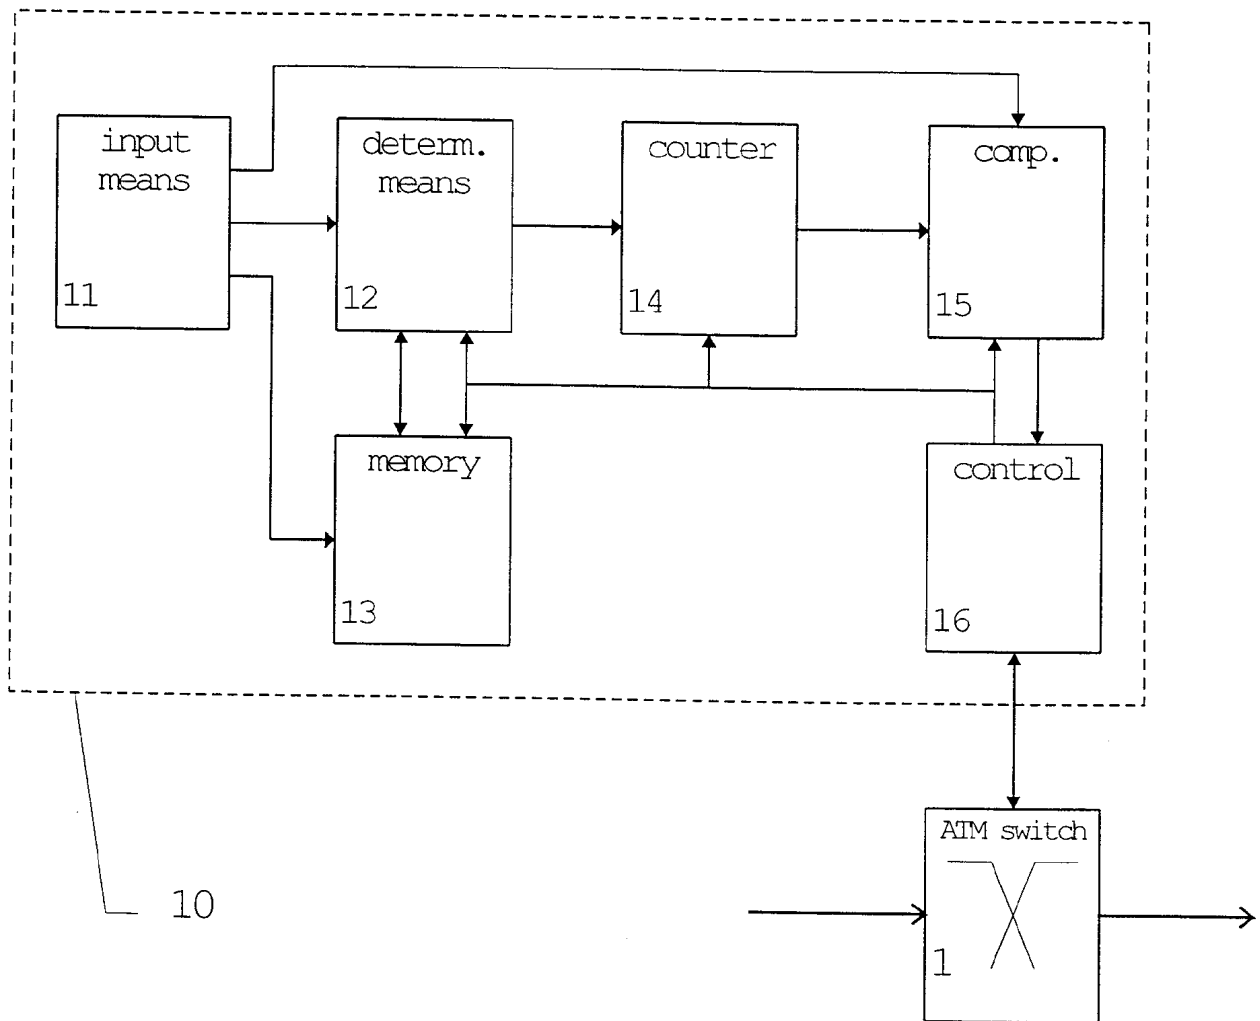 input
means
11
determ.
means
12
counter
14
comp.
15
memory
13
control
16
10
ATM switch
1